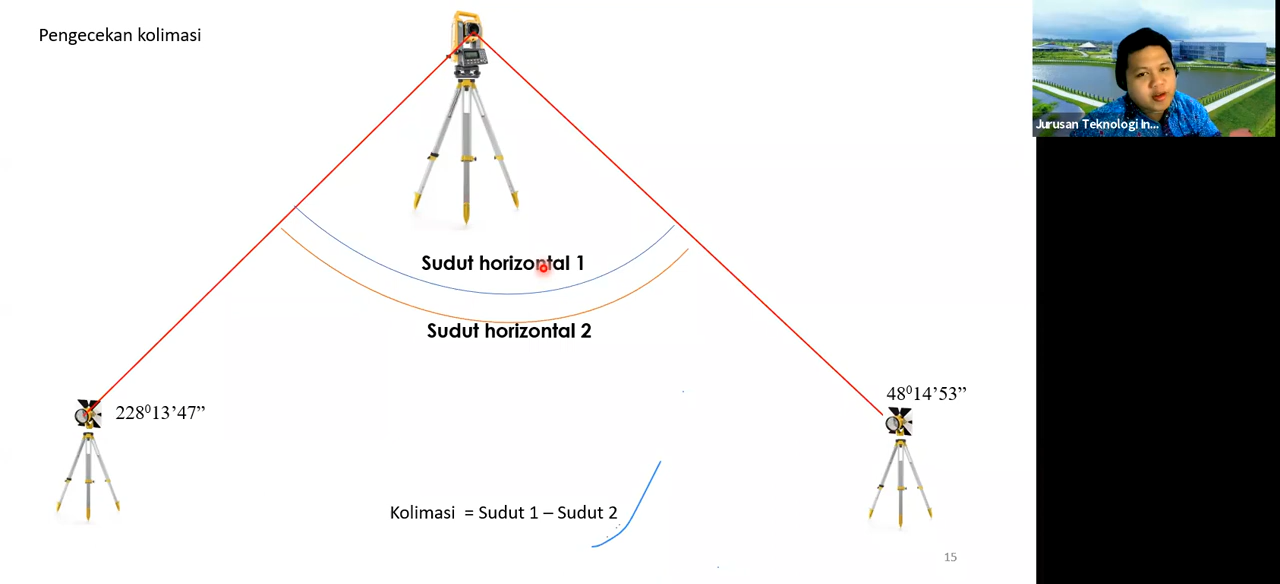 Pengecekan kolimasi
Jurusan Teknologi In...
Sudut horizontal 1
Sudut horizontal 2
48⁰14’53”
228⁰13’47”
Kolimasi = Sudut 1 – Sudut 2
15